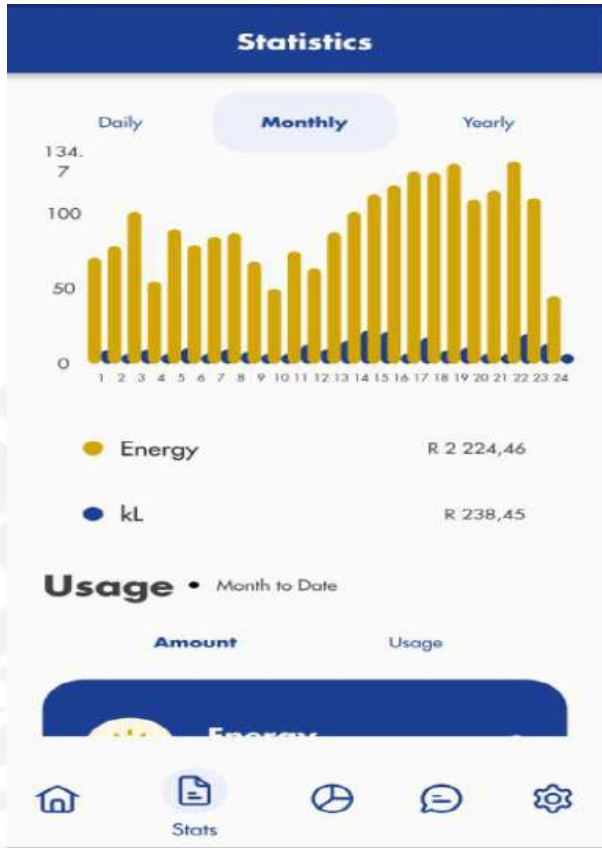 Statistics
Daily Monthly Yearly
134.
7
100
50
0
1 2 3 4 5 6 7 8 9 10 11 12 13 14 15 16 17 18 19 20 21 22 23 24
Energy R 2 224,46
kL R 238,45
Usage • Month to Date
Amount Usage
Energy
Stats